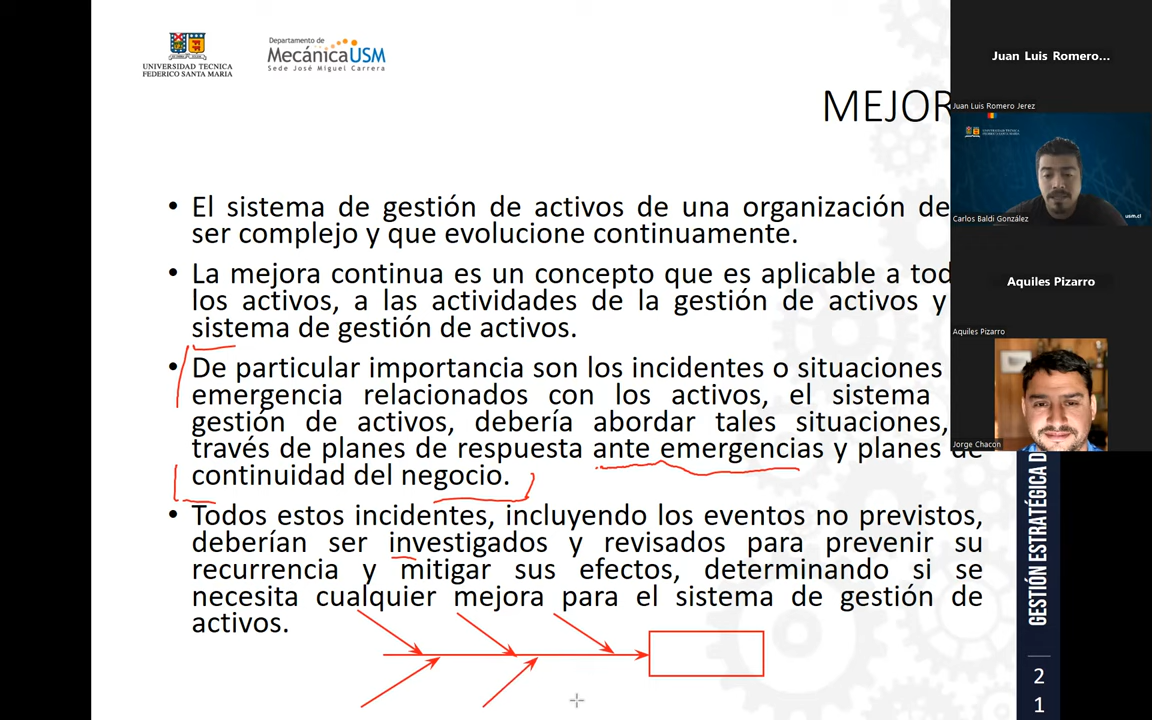 UNIVERSIDAD TECNICA
FEDERICO SANTA MARIA
Departamento de
MecánicaUSM
Sede José Miguel Carrera
MEJOR
• El sistema de gestión de activos de una organización de
ser complejo y que evolucione continuamente.
• La mejora continua es un concepto que es aplicable a tod
los activos, a las actividades de la gestión de activos y
sistema de gestión de activos.
• De particular importancia son los incidentes o situaciones
emergencia relacionados con los activos, el sistema
gestión de activos, debería abordar tales situaciones,
través de planes de respuesta ante emergencias y planes de
continuidad del negocio.
• Todos estos incidentes, incluyendo los eventos no previstos,
deberían ser investigados y revisados para prevenir su
recurrencia y mitigar sus efectos, determinando si se
necesita cualquier mejora para el sistema de gestión de
activos.
GESTIÓN ESTRATÉGICA D
2
1
Juan Luis Romero...
Juan Luis Romero Jerez
usm.cl
Carlos Baldi González
Aquiles Pizarro
Aquiles Pizarro
Jorge Chacon